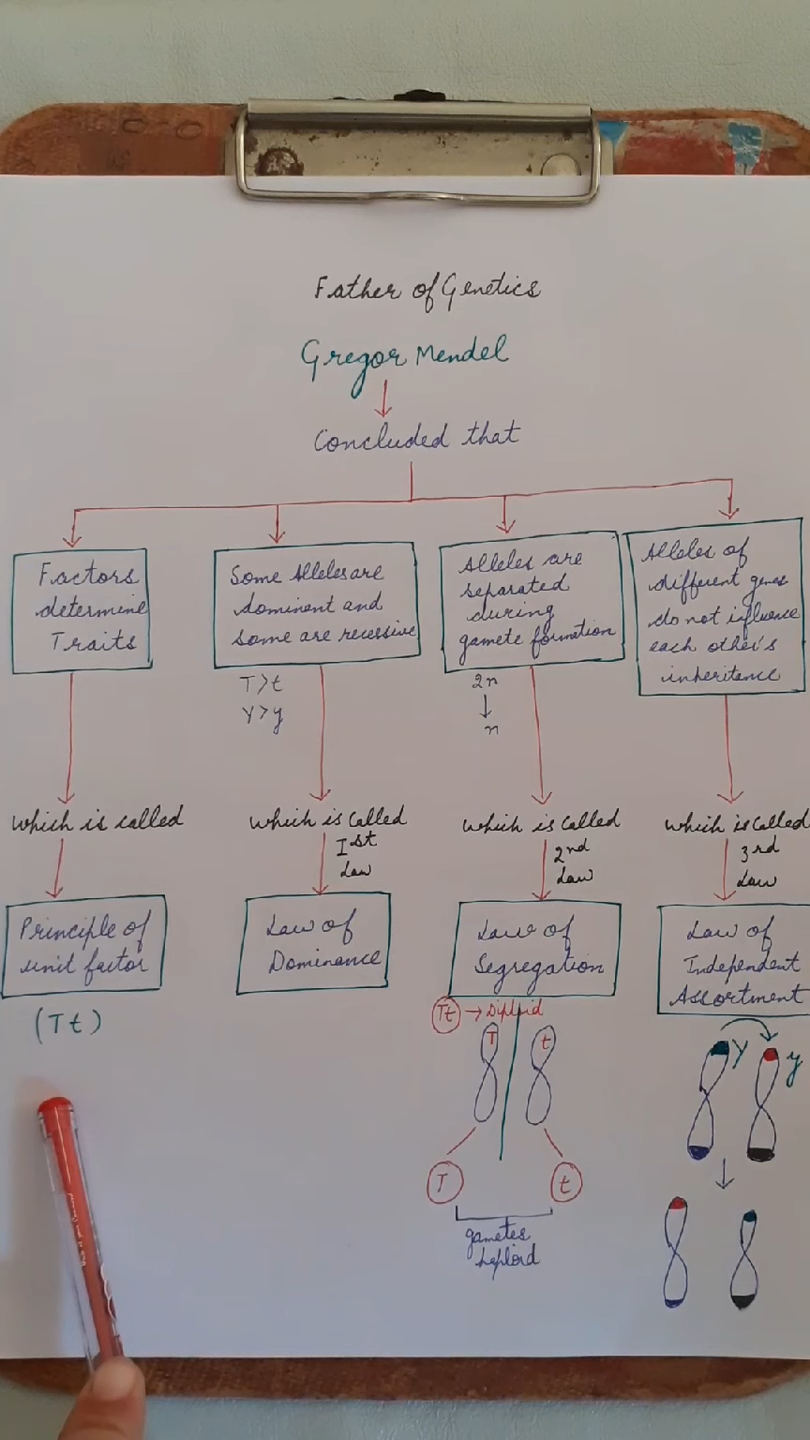 Father of Genetics
Gregor Mendel
Concluded that
Factors
determine
Traits
Some Alleles are
dominent and
some are recessive
T>t
Y>y
Alleles are
separated
during
gamete formation
2n
n
Alleles of
different genes
do not influence
each other's
inheritence
which is called
which is called
Ist
Law
which is called
2nd
Law
which is called
3rd
Law
Principle of
unit factor
(Tt)
Law of
Dominance
Law of
Segregation
Tt → Diploid
T
t
T
t
gametes
haploid
Law of
Independent
Assortment
Y
y